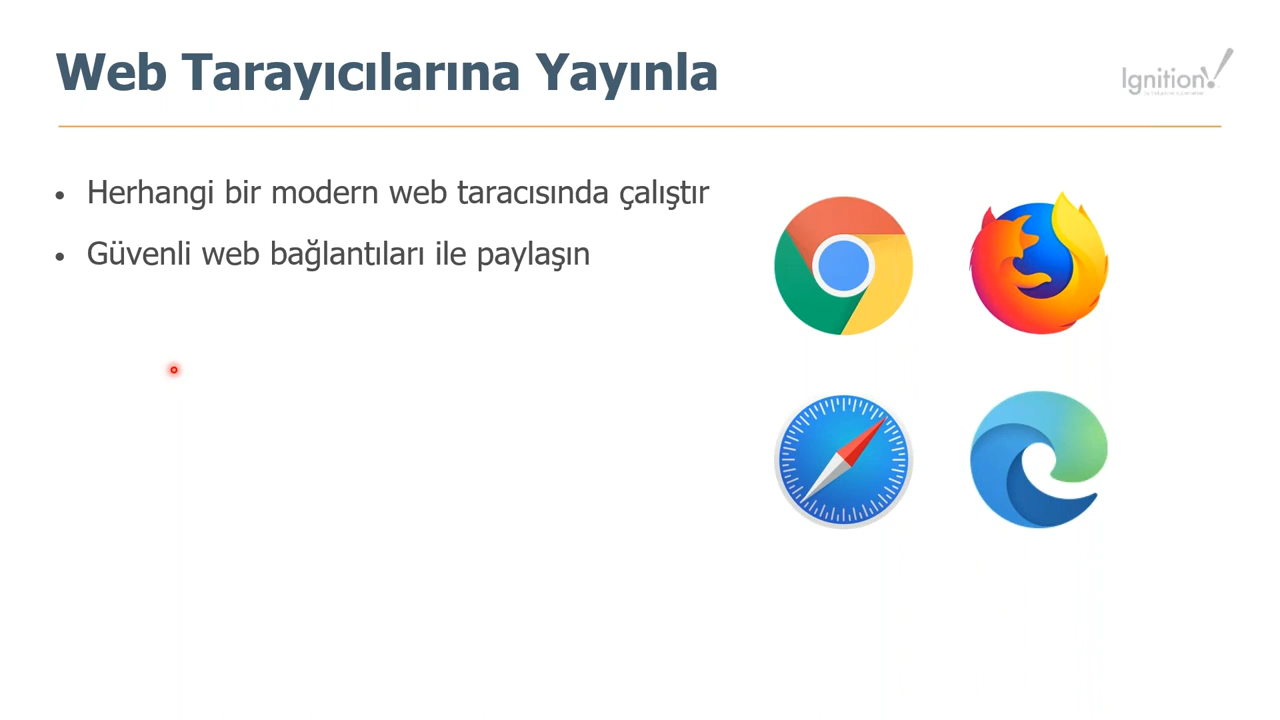 Web Tarayıcılarına Yayınla
Ignition!
Herhangi bir modern web taracısında çalıştır
Güvenli web bağlantıları ile paylaşın